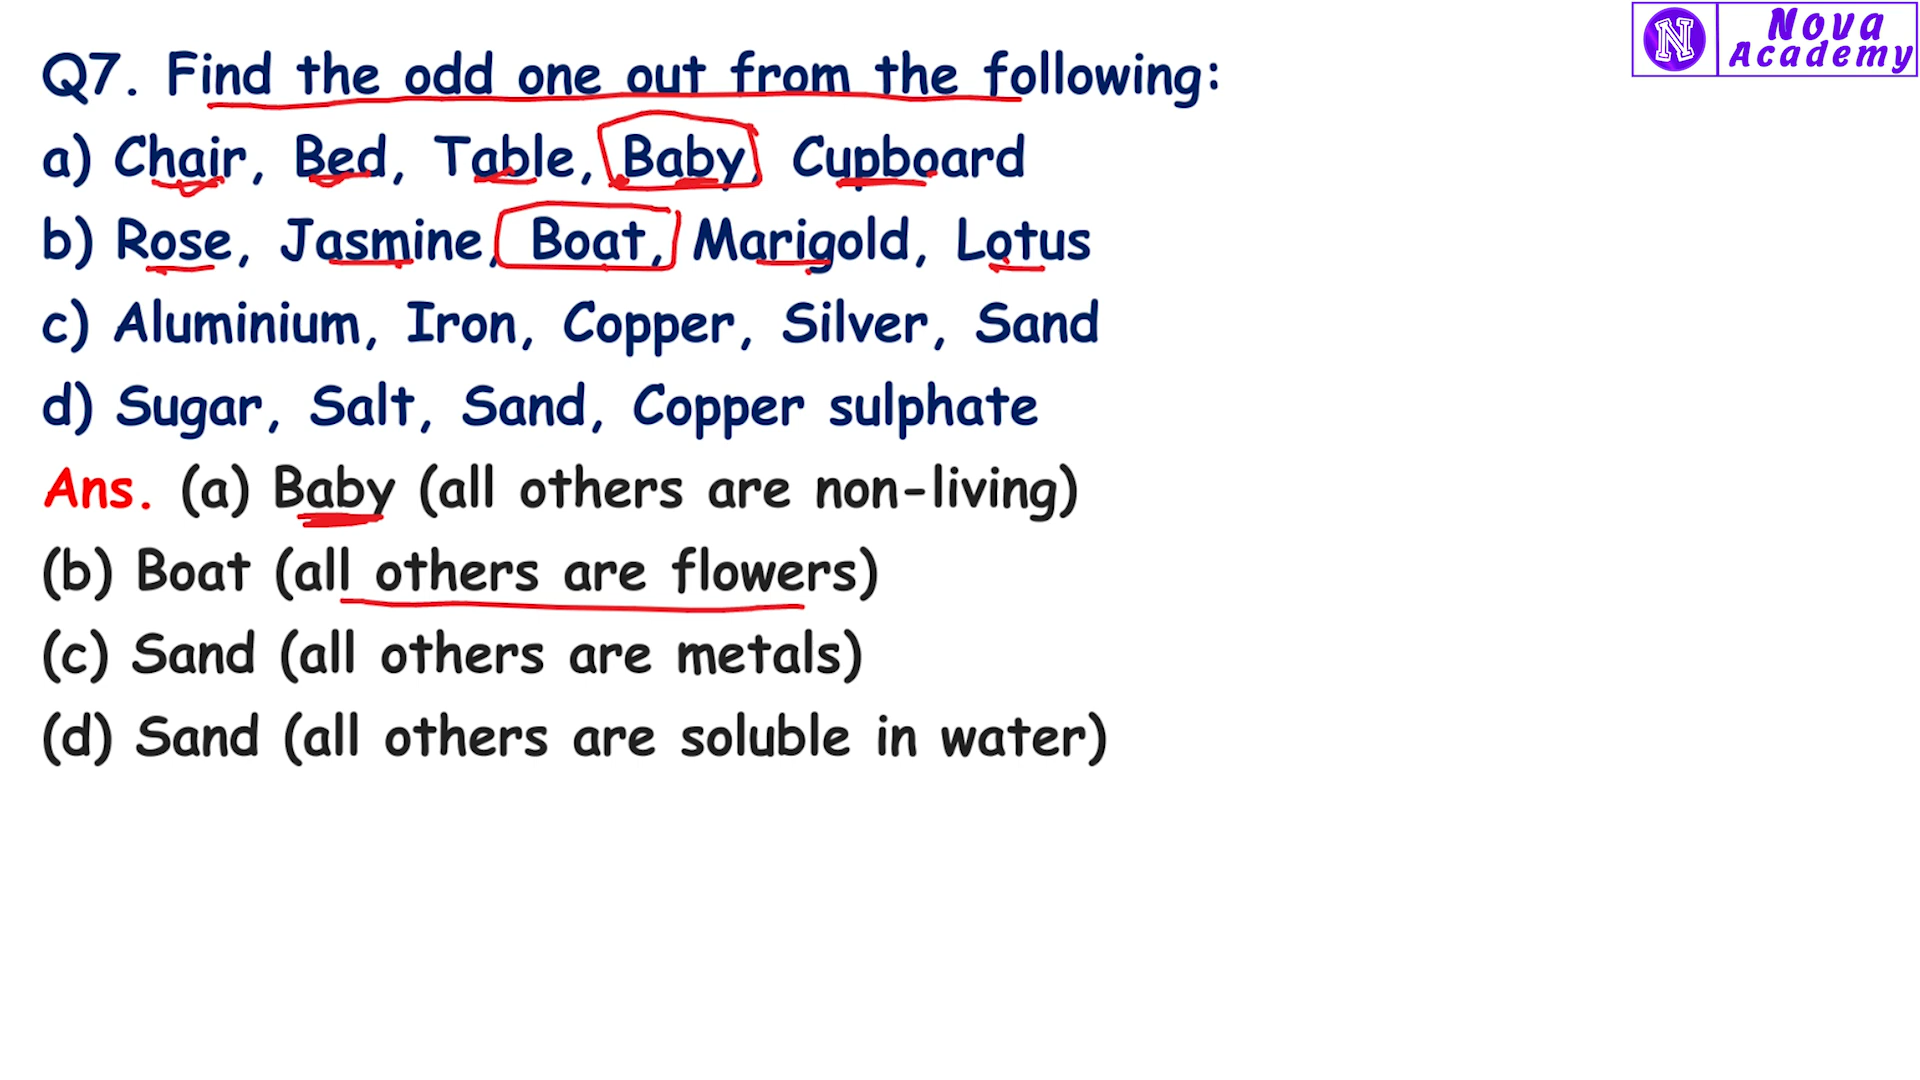 Nova
Academy
Q7. Find the odd one out from the following:
a) Chair, Bed, Table, Baby, Cupboard
b) Rose, Jasmine, Boat, Marigold, Lotus
c) Aluminium, Iron, Copper, Silver, Sand
d) Sugar, Salt, Sand, Copper sulphate
Ans. (a) Baby (all others are non-living)
(b) Boat (all others are flowers)
(c) Sand (all others are metals)
(d) Sand (all others are soluble in water)